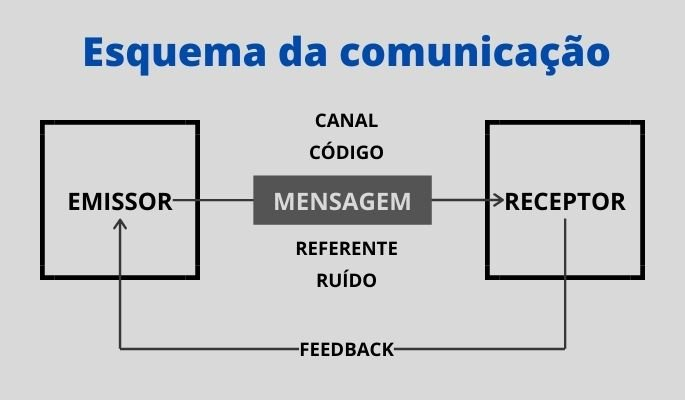 Esquema da comunicação
CANAL
CÓDIGO
EMISSOR
MENSAGEM
RECEPTOR
REFERENTE
RUÍDO
FEEDBACK